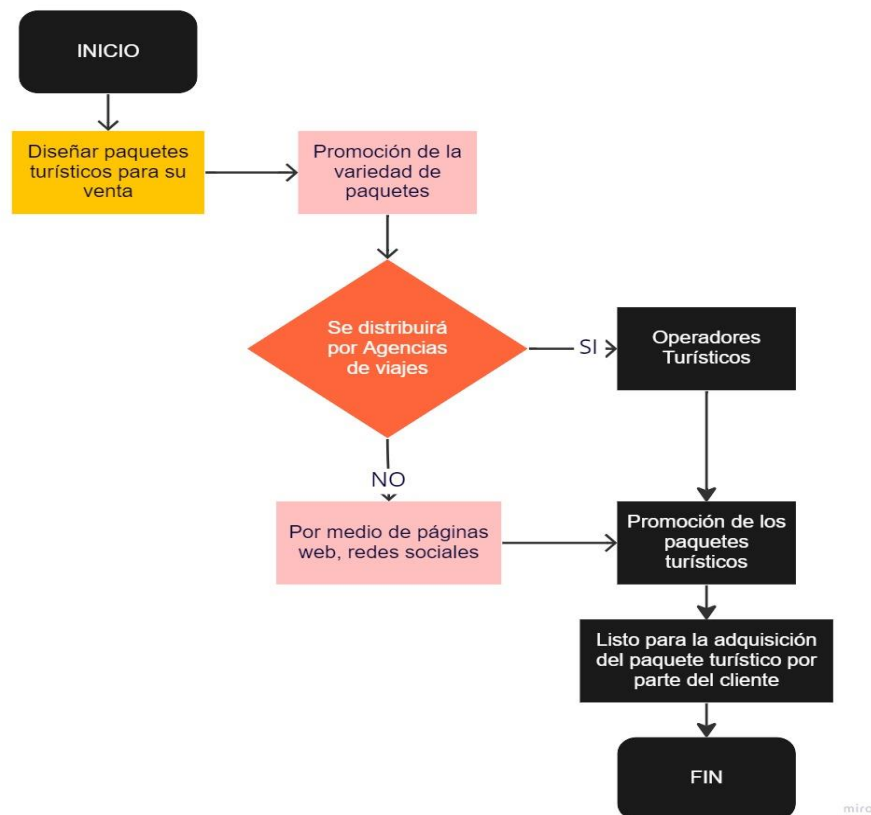 INICIO
Diseñar paquetes
turísticos para su
venta
Promoción de la
variedad de
paquetes
Se distribuirá
por Agencias
de viajes
SI
Operadores
Turísticos
NO
Por medio de páginas
web, redes sociales
Promoción de los
paquetes
turísticos
Listo para la adquisición
del paquete turístico por
parte del cliente
FIN
miro